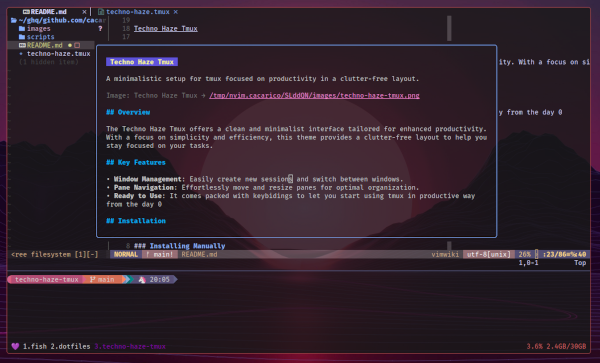 README.md × techno-haze.tmux ×
~/ghq/github.com/cacar
19
images ?
18 Techno Haze Tmux
scripts
17
README.md
+ techno-haze.tmux
(1 hidden item)
ity. With a focus on si
y from the day 0
Techno Haze Tmux
A minimalistic setup for tmux focused on productivity in a clutter-free layout.
Image: Techno Haze Tmux → /tmp/nvim.cacarico/SLddQN/images/techno-haze-tmux.png
## Overview
The Techno Haze Tmux offers a clean and minimalist interface tailored for enhanced productivity.
With a focus on simplicity and efficiency, this theme provides a clutter-free layout to help you
stay focused on your tasks.
## Key Features
• Window Management: Easily create new sessions and switch between windows.
• Pane Navigation: Effortlessly move and resize panes for optimal organization.
• Ready to Use: It comes packed with keybidings to let you start using tmux in productive way
from the day 0
## Installation
8 ### Installing Manually
<ree filesystem [1][-] NORMAL ! main! README.md vimwiki utf-8[unix] 26% :23/86 :40
1,0-1 Top
techno-haze-tmux main 20:05
1.fish 2.dotfiles 3.techno-haze-tmux
3.6% 2.4GB/30GB